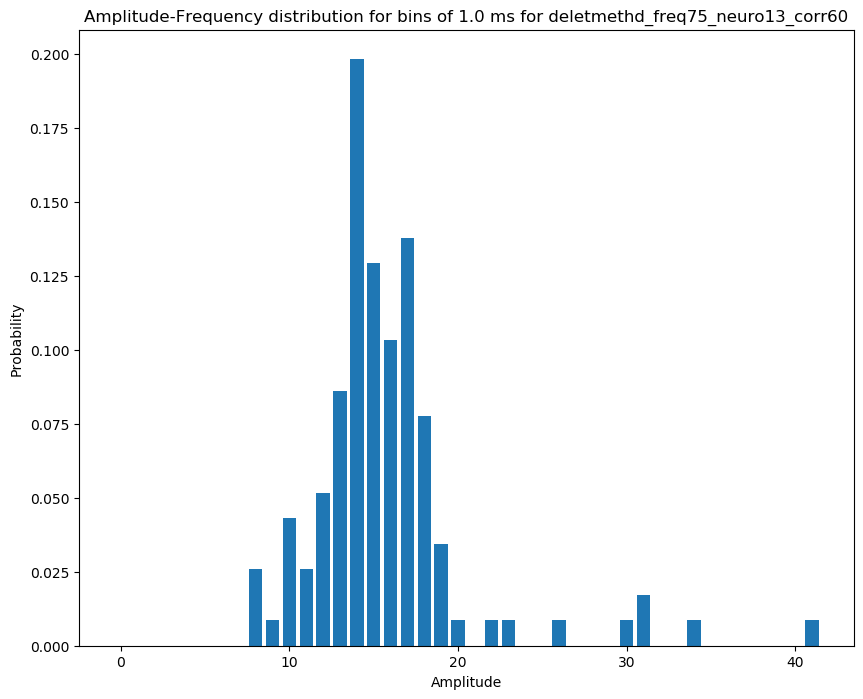 Amplitude-Frequency distribution for bins of 1.0 ms for deletmethd_freq75_neuro13_corr60
0.200
0.175
0.150
0.125
0.100
0.075
0.050
0.025
0.000
Probability
0 10 20 30 40
Amplitude